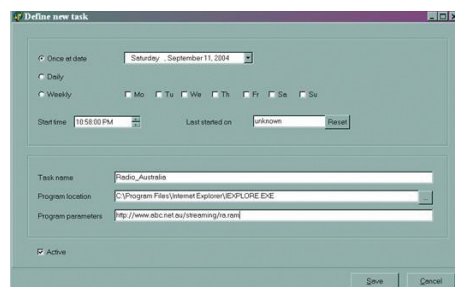 Define new task
Once at date Saturday , September 11, 2004
Daily
Weekly Mo Tu We Th Fr Sa Su
Start time 10:58:00 PM Last started on unknown Reset
Task name Radio_Australia
Program location C:\Program Files\Internet Explorer\IEXPLORE.EXE ...
Program parameters http://www.abc.net.au/streaming/ra.ram
Active
Save Cancel